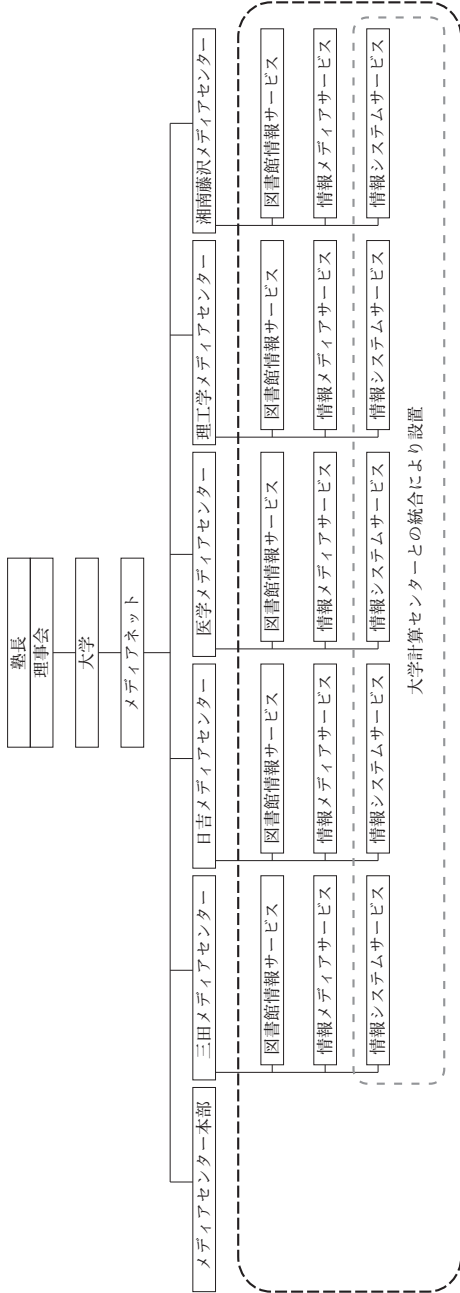 塾長
理事会
大学
メディアネット
メディアセンター本部
三田メディアセンター
日吉メディアセンター
医学メディアセンター
理工学メディアセンター
湘南藤沢メディアセンター
図書館情報サービス
図書館情報サービス
図書館情報サービス
図書館情報サービス
図書館情報サービス
情報メディアサービス
情報メディアサービス
情報メディアサービス
情報メディアサービス
情報メディアサービス
情報システムサービス
情報システムサービス
情報システムサービス
情報システムサービス
情報システムサービス
大学計算センターとの統合により設置